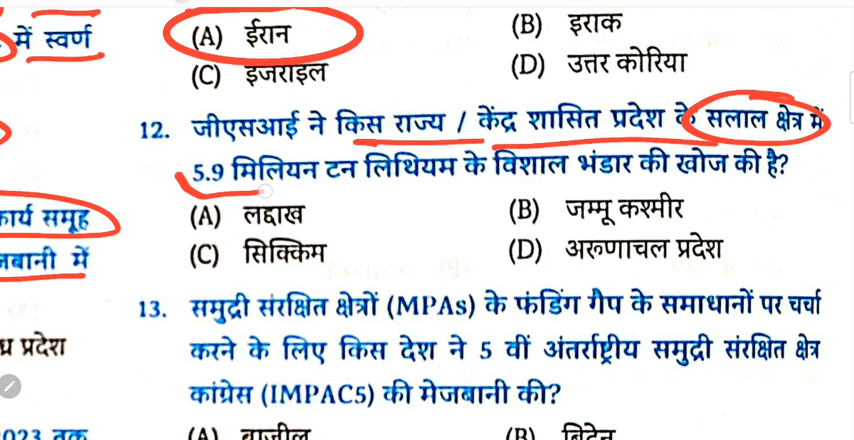 में स्वर्ण
(A) ईरान (B) इराक
(C) इजराइल (D) उत्तर कोरिया
12. जीएसआई ने किस राज्य / केंद्र शासित प्रदेश के सलाल क्षेत्र में
5.9 मिलियन टन लिथियम के विशाल भंडार की खोज की है?
कार्य समूह (A) लद्दाख (B) जम्मू कश्मीर
में (C) सिक्किम (D) अरुणाचल प्रदेश
13. समुद्री संरक्षित क्षेत्रों (MPAs) के फंडिंग गैप के समाधानों पर चर्चा
प्रदेश करने के लिए किस देश ने 5 वीं अंतर्राष्ट्रीय समुद्री संरक्षित क्षेत्र
कांग्रेस (IMPAC5) की मेजबानी की?
2023 तक (A) ब्राजील (B) ब्रिटेन